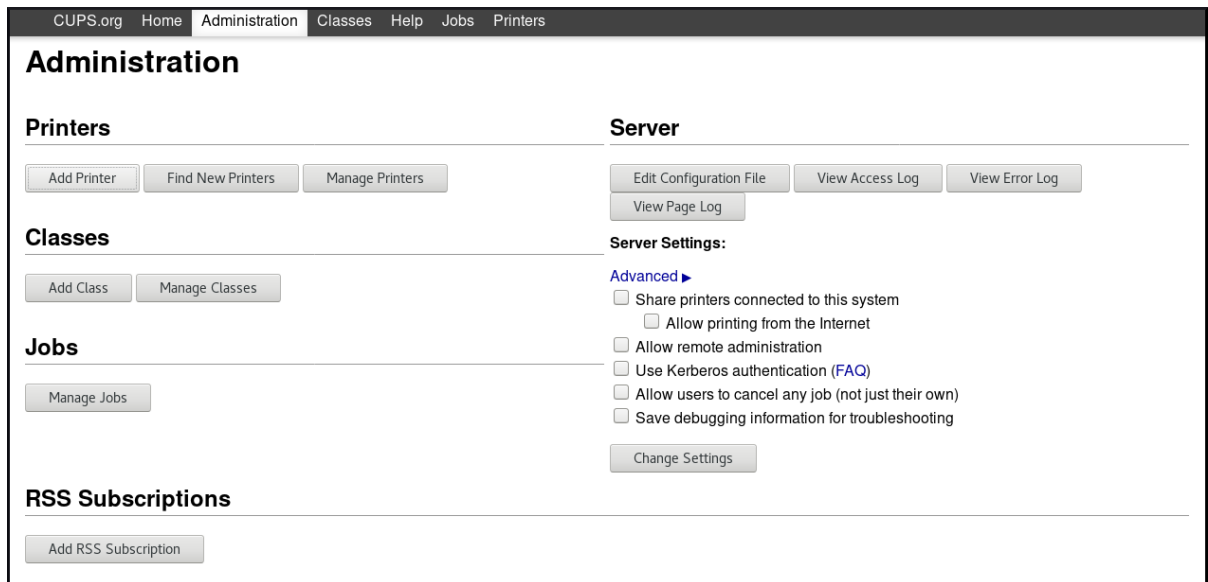 CUPS.org Home Administration Classes Help Jobs Printers
Administration
Printers
Add Printer Find New Printers Manage Printers
Classes
Add Class Manage Classes
Jobs
Manage Jobs
Server
Edit Configuration File View Access Log View Error Log
View Page Log
Server Settings:
Advanced ▶
Share printers connected to this system
Allow printing from the Internet
Allow remote administration
Use Kerberos authentication (FAQ)
Allow users to cancel any job (not just their own)
Save debugging information for troubleshooting
Change Settings
RSS Subscriptions
Add RSS Subscription